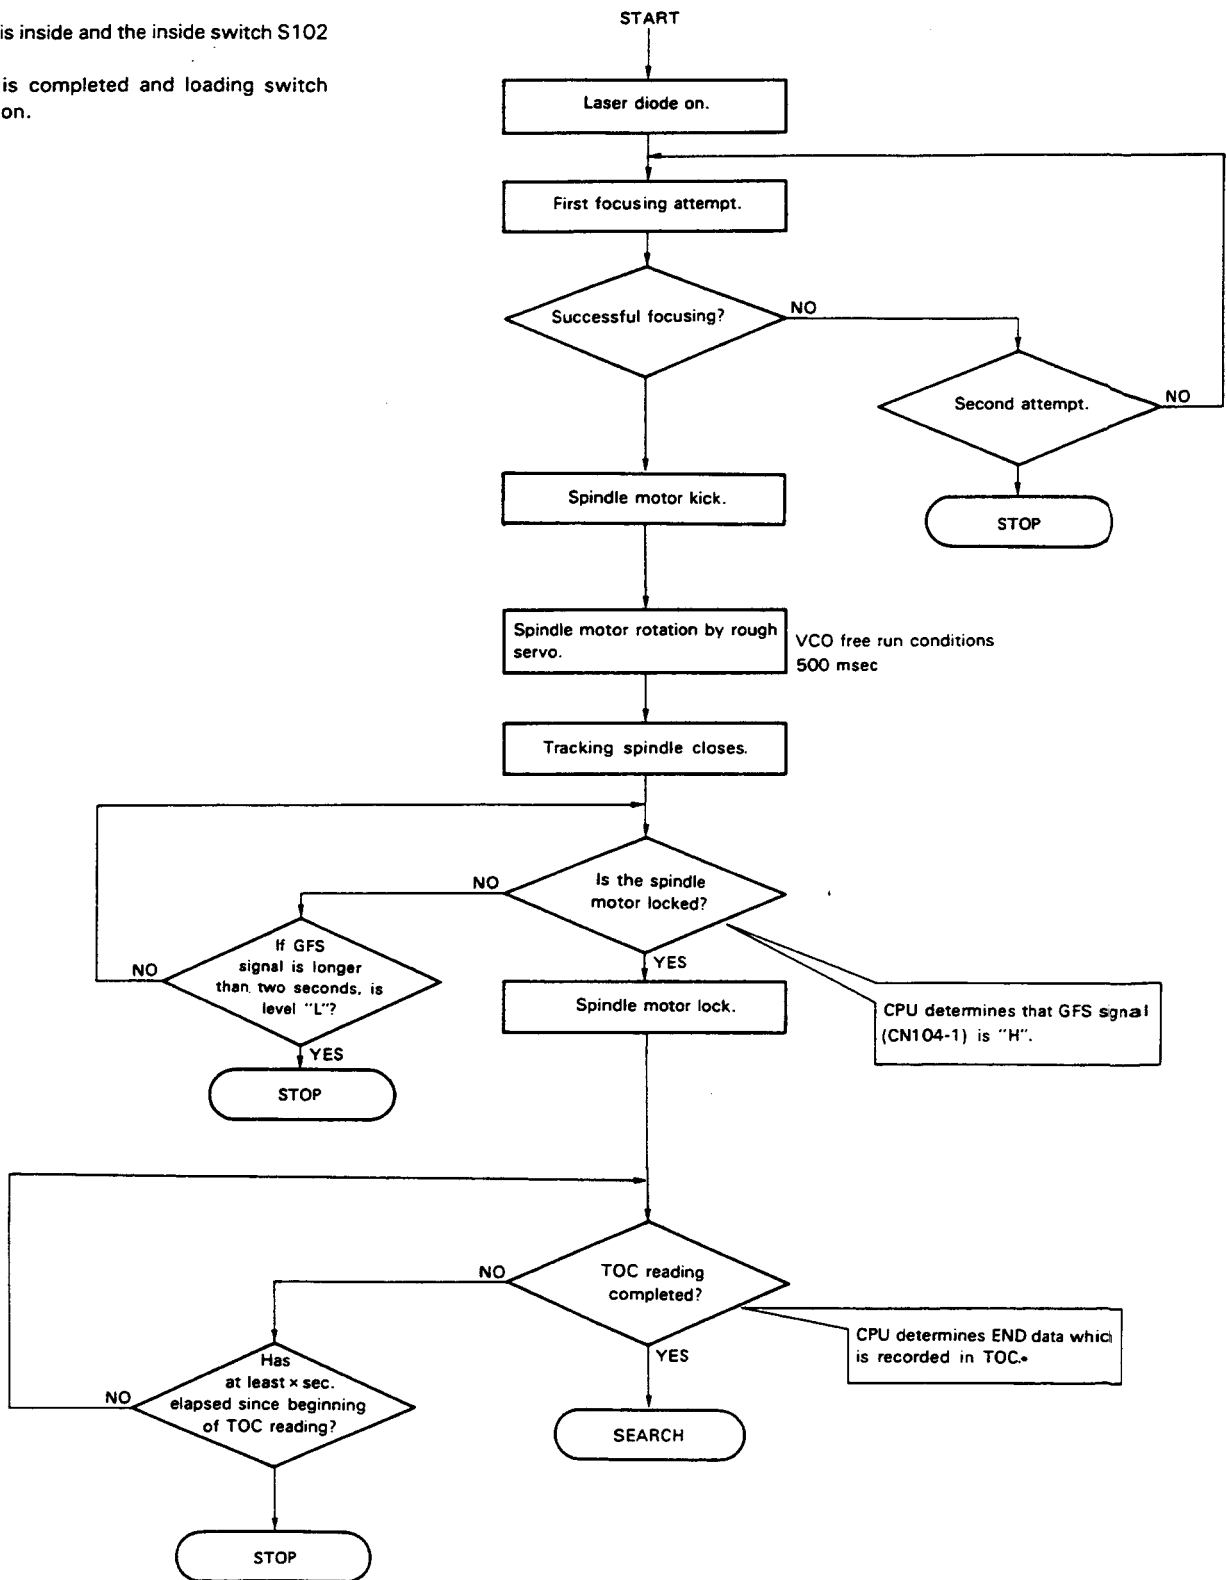 is inside and the inside switch S102
is completed and loading switch
on.
START
Laser diode on.
First focusing attempt.
Successful focusing?
NO
Second attempt.
NO
STOP
Spindle motor kick.
Spindle motor rotation by rough
servo.
VCO free run conditions
500 msec
Tracking spindle closes.
Is the spindle
motor locked?
NO
If GFS
signal is longer
than two seconds, is
level "L"?
NO
YES
STOP
YES
Spindle motor lock.
CPU determines that GFS signal
(CN104-1) is "H".
TOC reading
completed?
NO
Has
at least × sec.
elapsed since beginning
of TOC reading?
NO
STOP
YES
CPU determines END data which
is recorded in TOC.
SEARCH